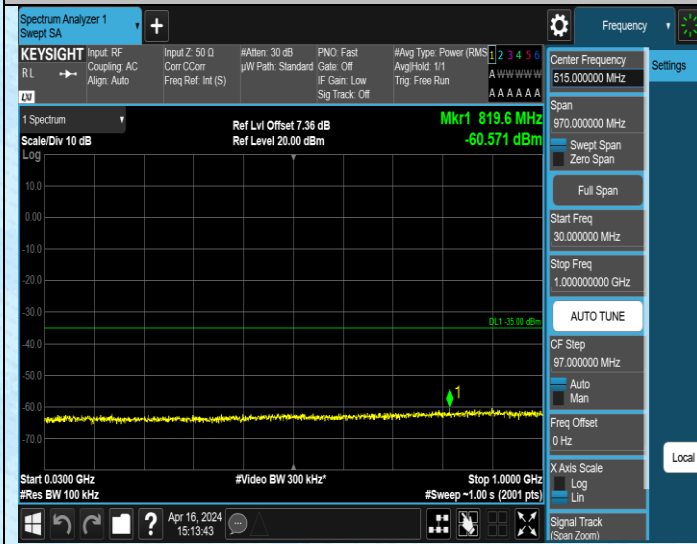 Spectrum Analyzer 1
Swept SA
+
Frequency
KEYSIGHT
RL
LXI
Input: RF
Coupling: AC
Align: Auto
Input Z: 50 Ω
Corr CCorr
Freq Ref: Int (S)
#Atten: 30 dB
µW Path: Standard
PNO: Fast
Gate: Off
IF Gain: Low
Sig Track: Off
#Avg Type: Power (RMS
Avg|Hold: 1/1
Trig: Free Run
1 2 3 4 5 6
A W W W W W
A A A A A A
1 Spectrum
Scale/Div 10 dB
Log
Ref Lvl Offset 7.36 dB
Ref Level 20.00 dBm
Mkr1 819.6 MHz
-60.571 dBm
10.0
0.00
-10.0
-20.0
-30.0
-40.0
-50.0
-60.0
-70.0
DL1 -35.00 dBm
1
Start 0.0300 GHz
#Res BW 100 kHz
#Video BW 300 kHz*
Stop 1.0000 GHz
#Sweep ~1.00 s (2001 pts)
?
Apr 16, 2024
15:13:43
Center Frequency
515.000000 MHz
Span
970.000000 MHz
Swept Span
Zero Span
Full Span
Start Freq
30.000000 MHz
Stop Freq
1.000000000 GHz
AUTO TUNE
CF Step
97.000000 MHz
Auto
Man
Freq Offset
0 Hz
X Axis Scale
Log
Lin
Signal Track
(Span Zoom)
Settings
Local